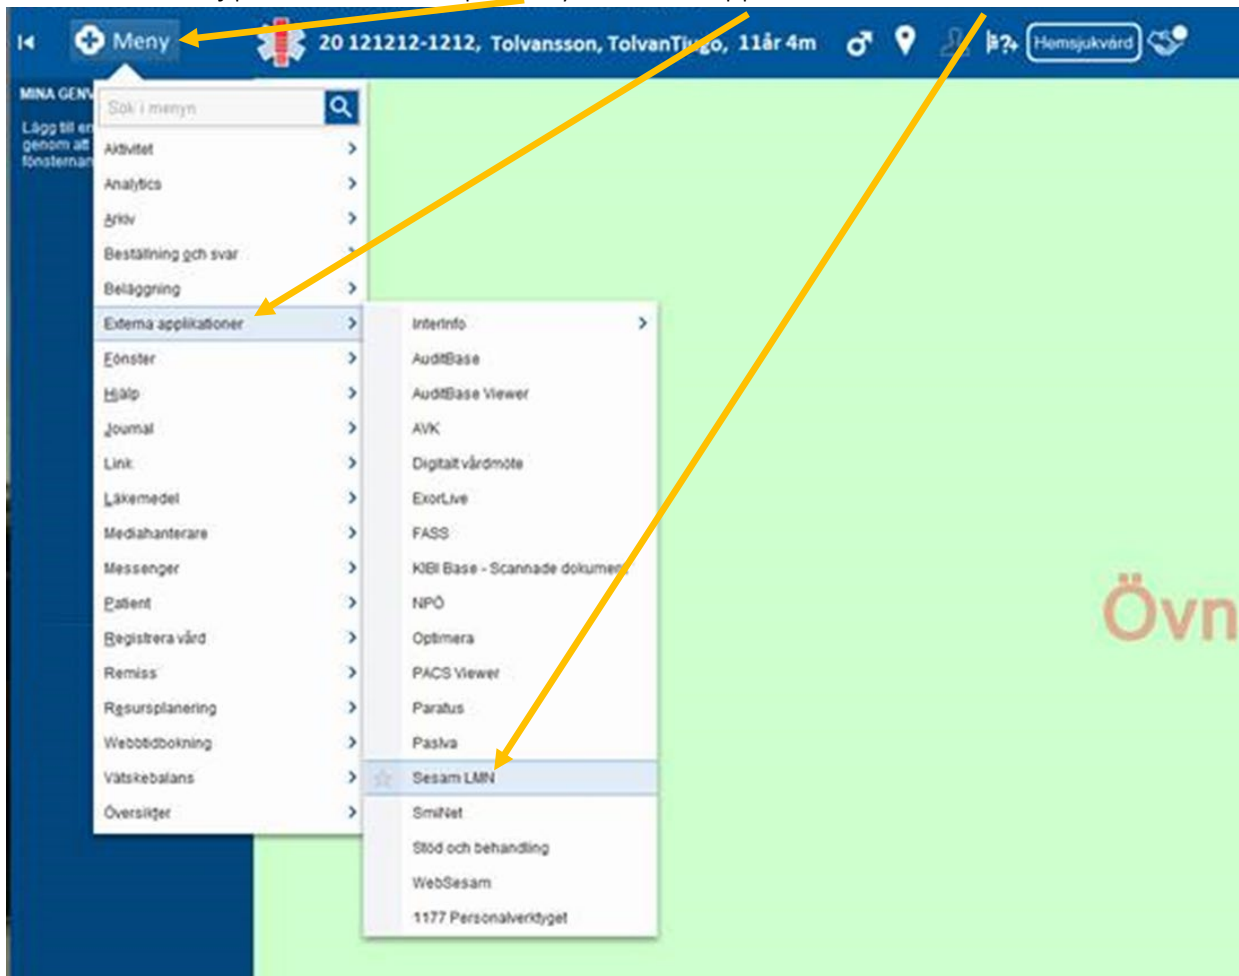 Meny
20 121212-1212, Tolvansson, TolvanTjugo, 11år 4m
Hemsjukvård
MINA GENV
Sök i menyn
Lägg till en
genom att
fönsternan
Aktivitet
Analytics
Arkiv
Beställning och svar
Beläggning
Externa applikationer
Fönster
Hjälp
Journal
Link
Läkemedel
Mediahanterare
Messenger
Patient
Registrera vård
Remiss
Resursplanering
Webbtidbokning
Vätskebalans
Översikter
InterInfo
AuditBase
AuditBase Viewer
AVK
Digitalt vårdmöte
ExorLive
FASS
KIBI Base - Scannade dokument
NPÖ
Optimera
PACS Viewer
Paratus
Pasiva
Sesam LMN
SmiNet
Stöd och behandling
WebSesam
1177 Personalverktyget
Övn